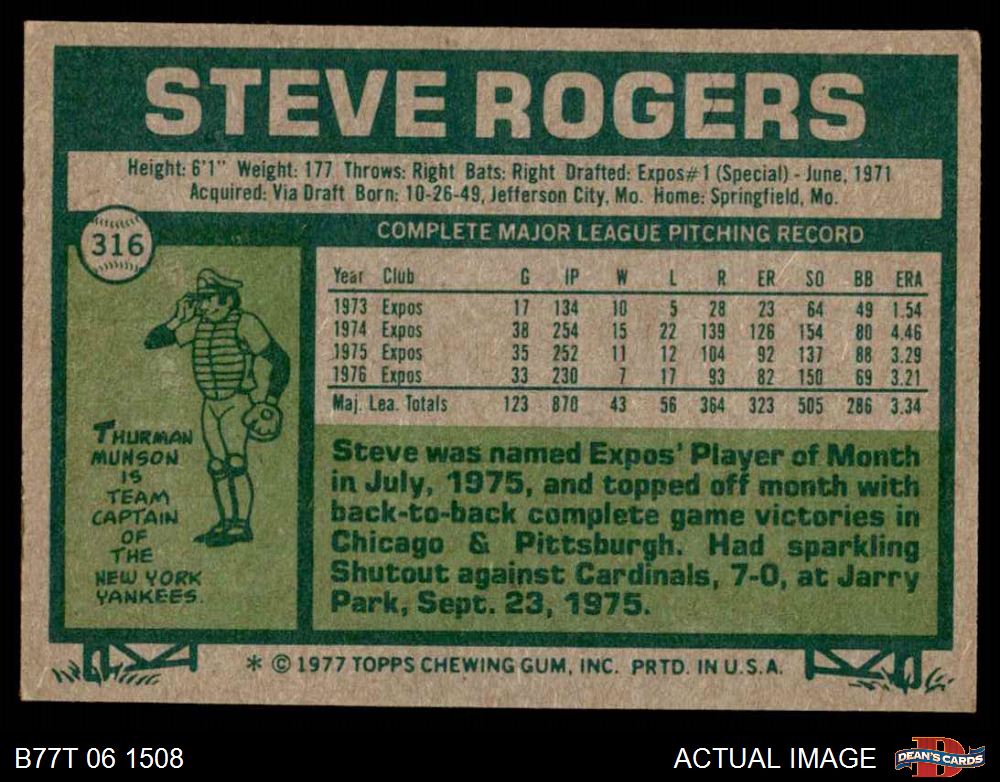 STEVE ROGERS
Height: 6'1" Weight: 177 Throws: Right Bats: Right Drafted: Expos#1 (Special) - June, 1971
Acquired: Via Draft Born: 10-26-49, Jefferson City, Mo. Home: Springfield, Mo.
316
COMPLETE MAJOR LEAGUE PITCHING RECORD
Year Club G IP W L R ER SO BB ERA
1973 Expos 17 134 10 5 28 23 64 49 1.54
1974 Expos 38 254 15 22 139 126 154 80 4.46
1975 Expos 35 252 11 12 104 92 137 88 3.29
1976 Expos 33 230 7 17 93 82 150 69 3.21
Maj. Lea. Totals 123 870 43 56 364 323 505 286 3.34
THURMAN
MUNSON
IS
TEAM
CAPTAIN
OF
THE
NEW YORK
YANKEES.
Steve was named Expos' Player of Month
in July, 1975, and topped off month with
back-to-back complete game victories in
Chicago & Pittsburgh. Had sparkling
Shutout against Cardinals, 7-0, at Jarry
Park, Sept. 23, 1975.
* © 1977 TOPPS CHEWING GUM, INC. PRTD. IN U.S.A.
B77T 06 1508
ACTUAL IMAGE
D
DEAN'S CARDS